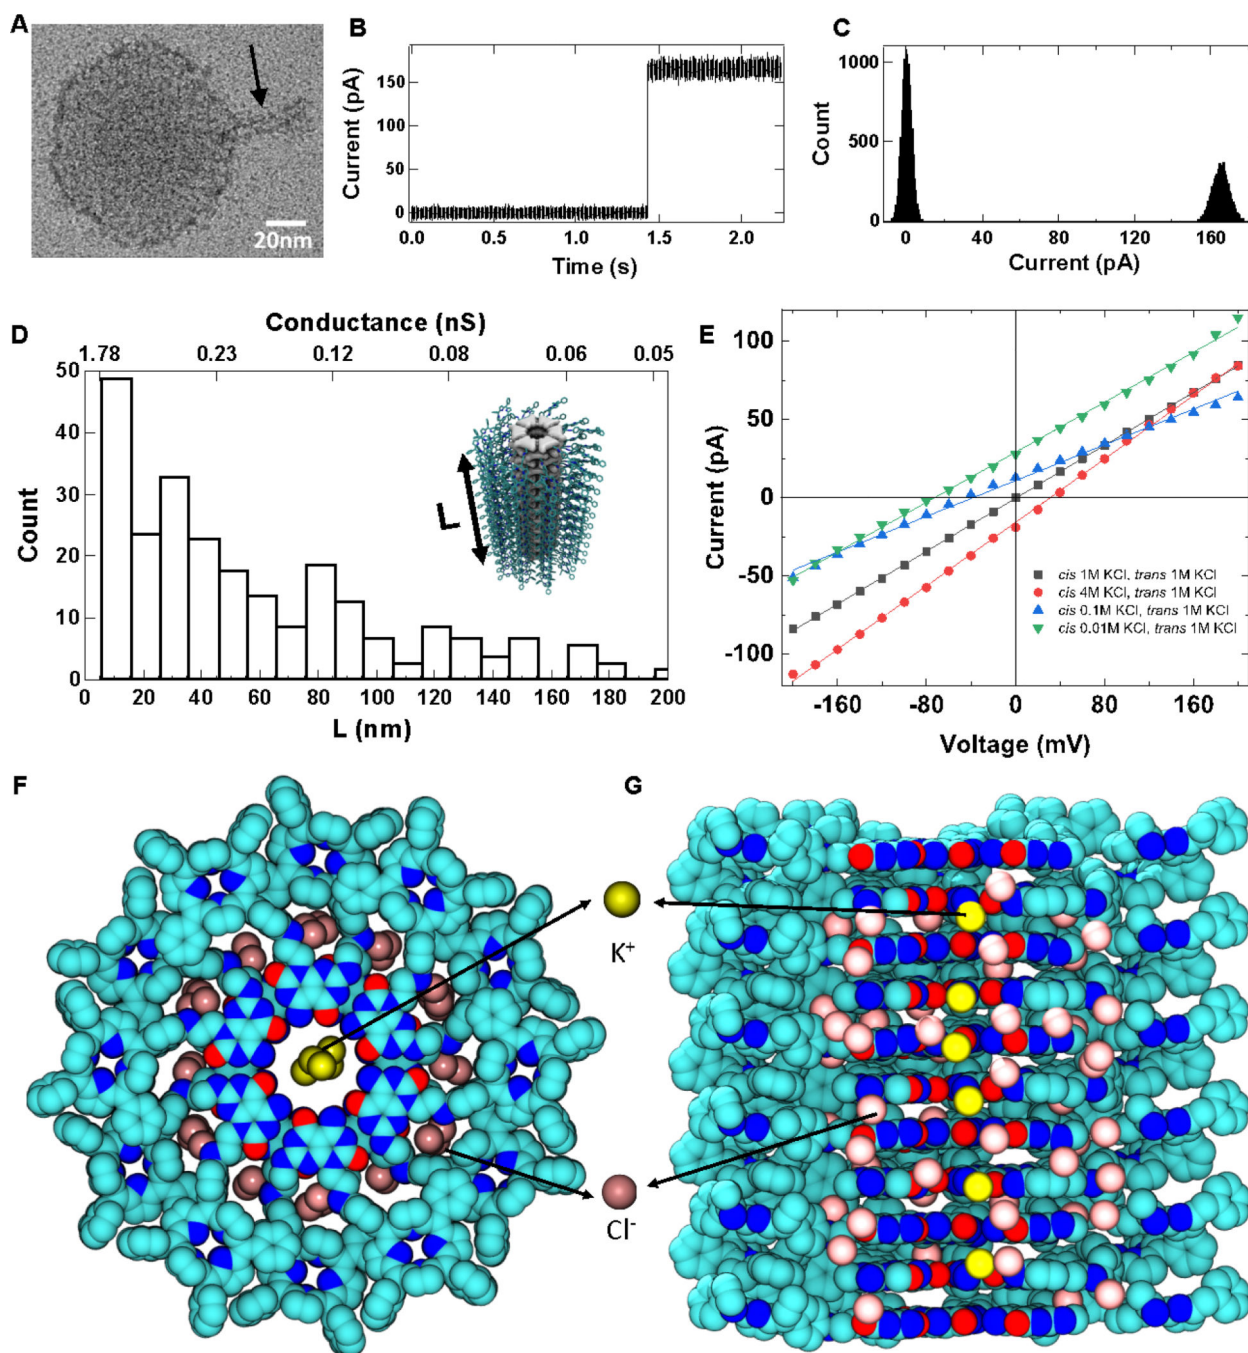 A
20nm
B
Current (pA)
150
100
50
0
0.0 0.5 1.0 1.5 2.0
Time (s)
C
Count
1000
500
0
0 40 80 120 160
Current (pA)
D
Conductance (nS)
1.78 0.23 0.12 0.08 0.06 0.05
Count
50
40
30
20
10
0
L
0 20 40 60 80 100 120 140 160 180 200
L (nm)
E
Current (pA)
100
50
0
-50
-100
cis 1M KCl, trans 1M KCl
cis 4M KCl, trans 1M KCl
cis 0.1M KCl, trans 1M KCl
cis 0.01M KCl, trans 1M KCl
-160 -80 0 80 160
Voltage (mV)
F
G
K+
Cl-